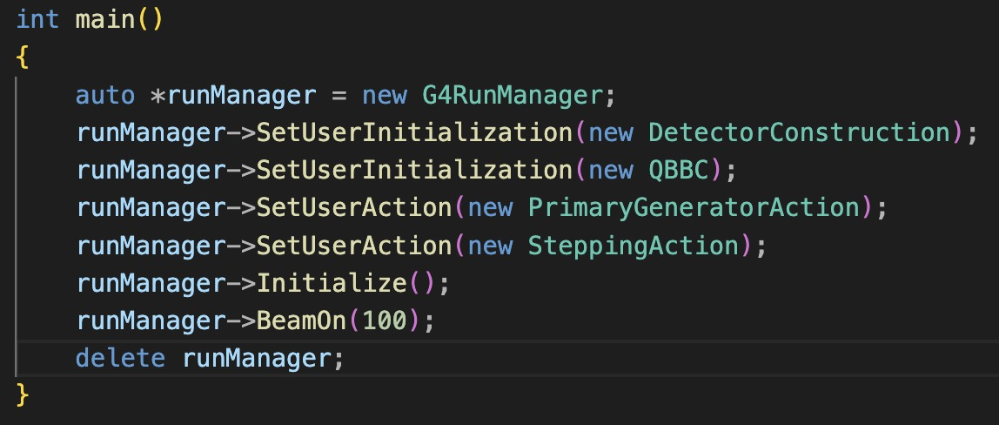 int main()
{
    auto *runManager = new G4RunManager;
    runManager->SetUserInitialization(new DetectorConstruction);
    runManager->SetUserInitialization(new QBBC);
    runManager->SetUserAction(new PrimaryGeneratorAction);
    runManager->SetUserAction(new SteppingAction);
    runManager->Initialize();
    runManager->BeamOn(100);
    delete runManager;
}